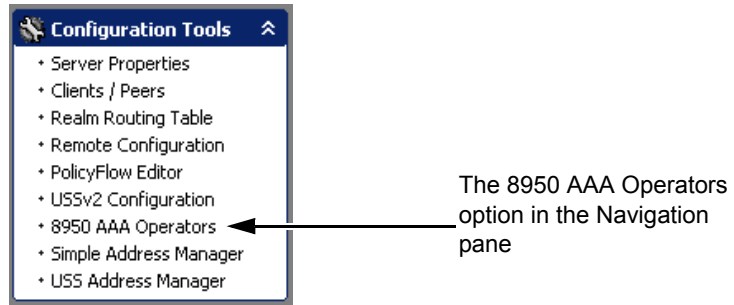 Configuration Tools
Server Properties
Clients / Peers
Realm Routing Table
Remote Configuration
PolicyFlow Editor
USSv2 Configuration
8950 AAA Operators
Simple Address Manager
USS Address Manager
The 8950 AAA Operators
option in the Navigation
pane